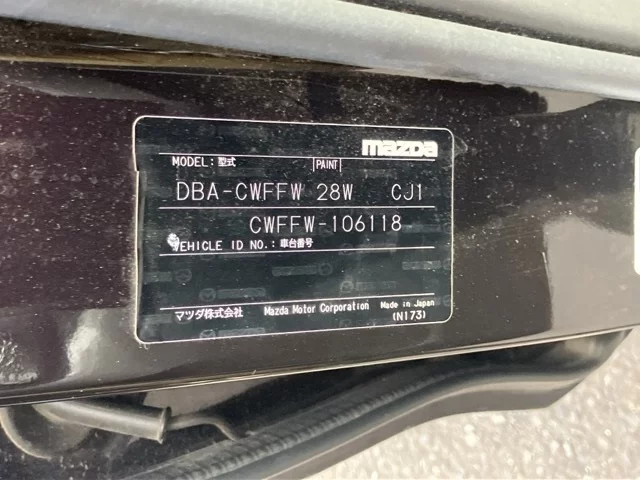 mazda
MODEL: 型式 PAINT
DBA-CWFFW 28W CJ1
CWFFW-106118
VEHICLE ID NO.: 車台番号
マツダ株式会社 Mazda Motor Corporation Made in Japan
(N173)